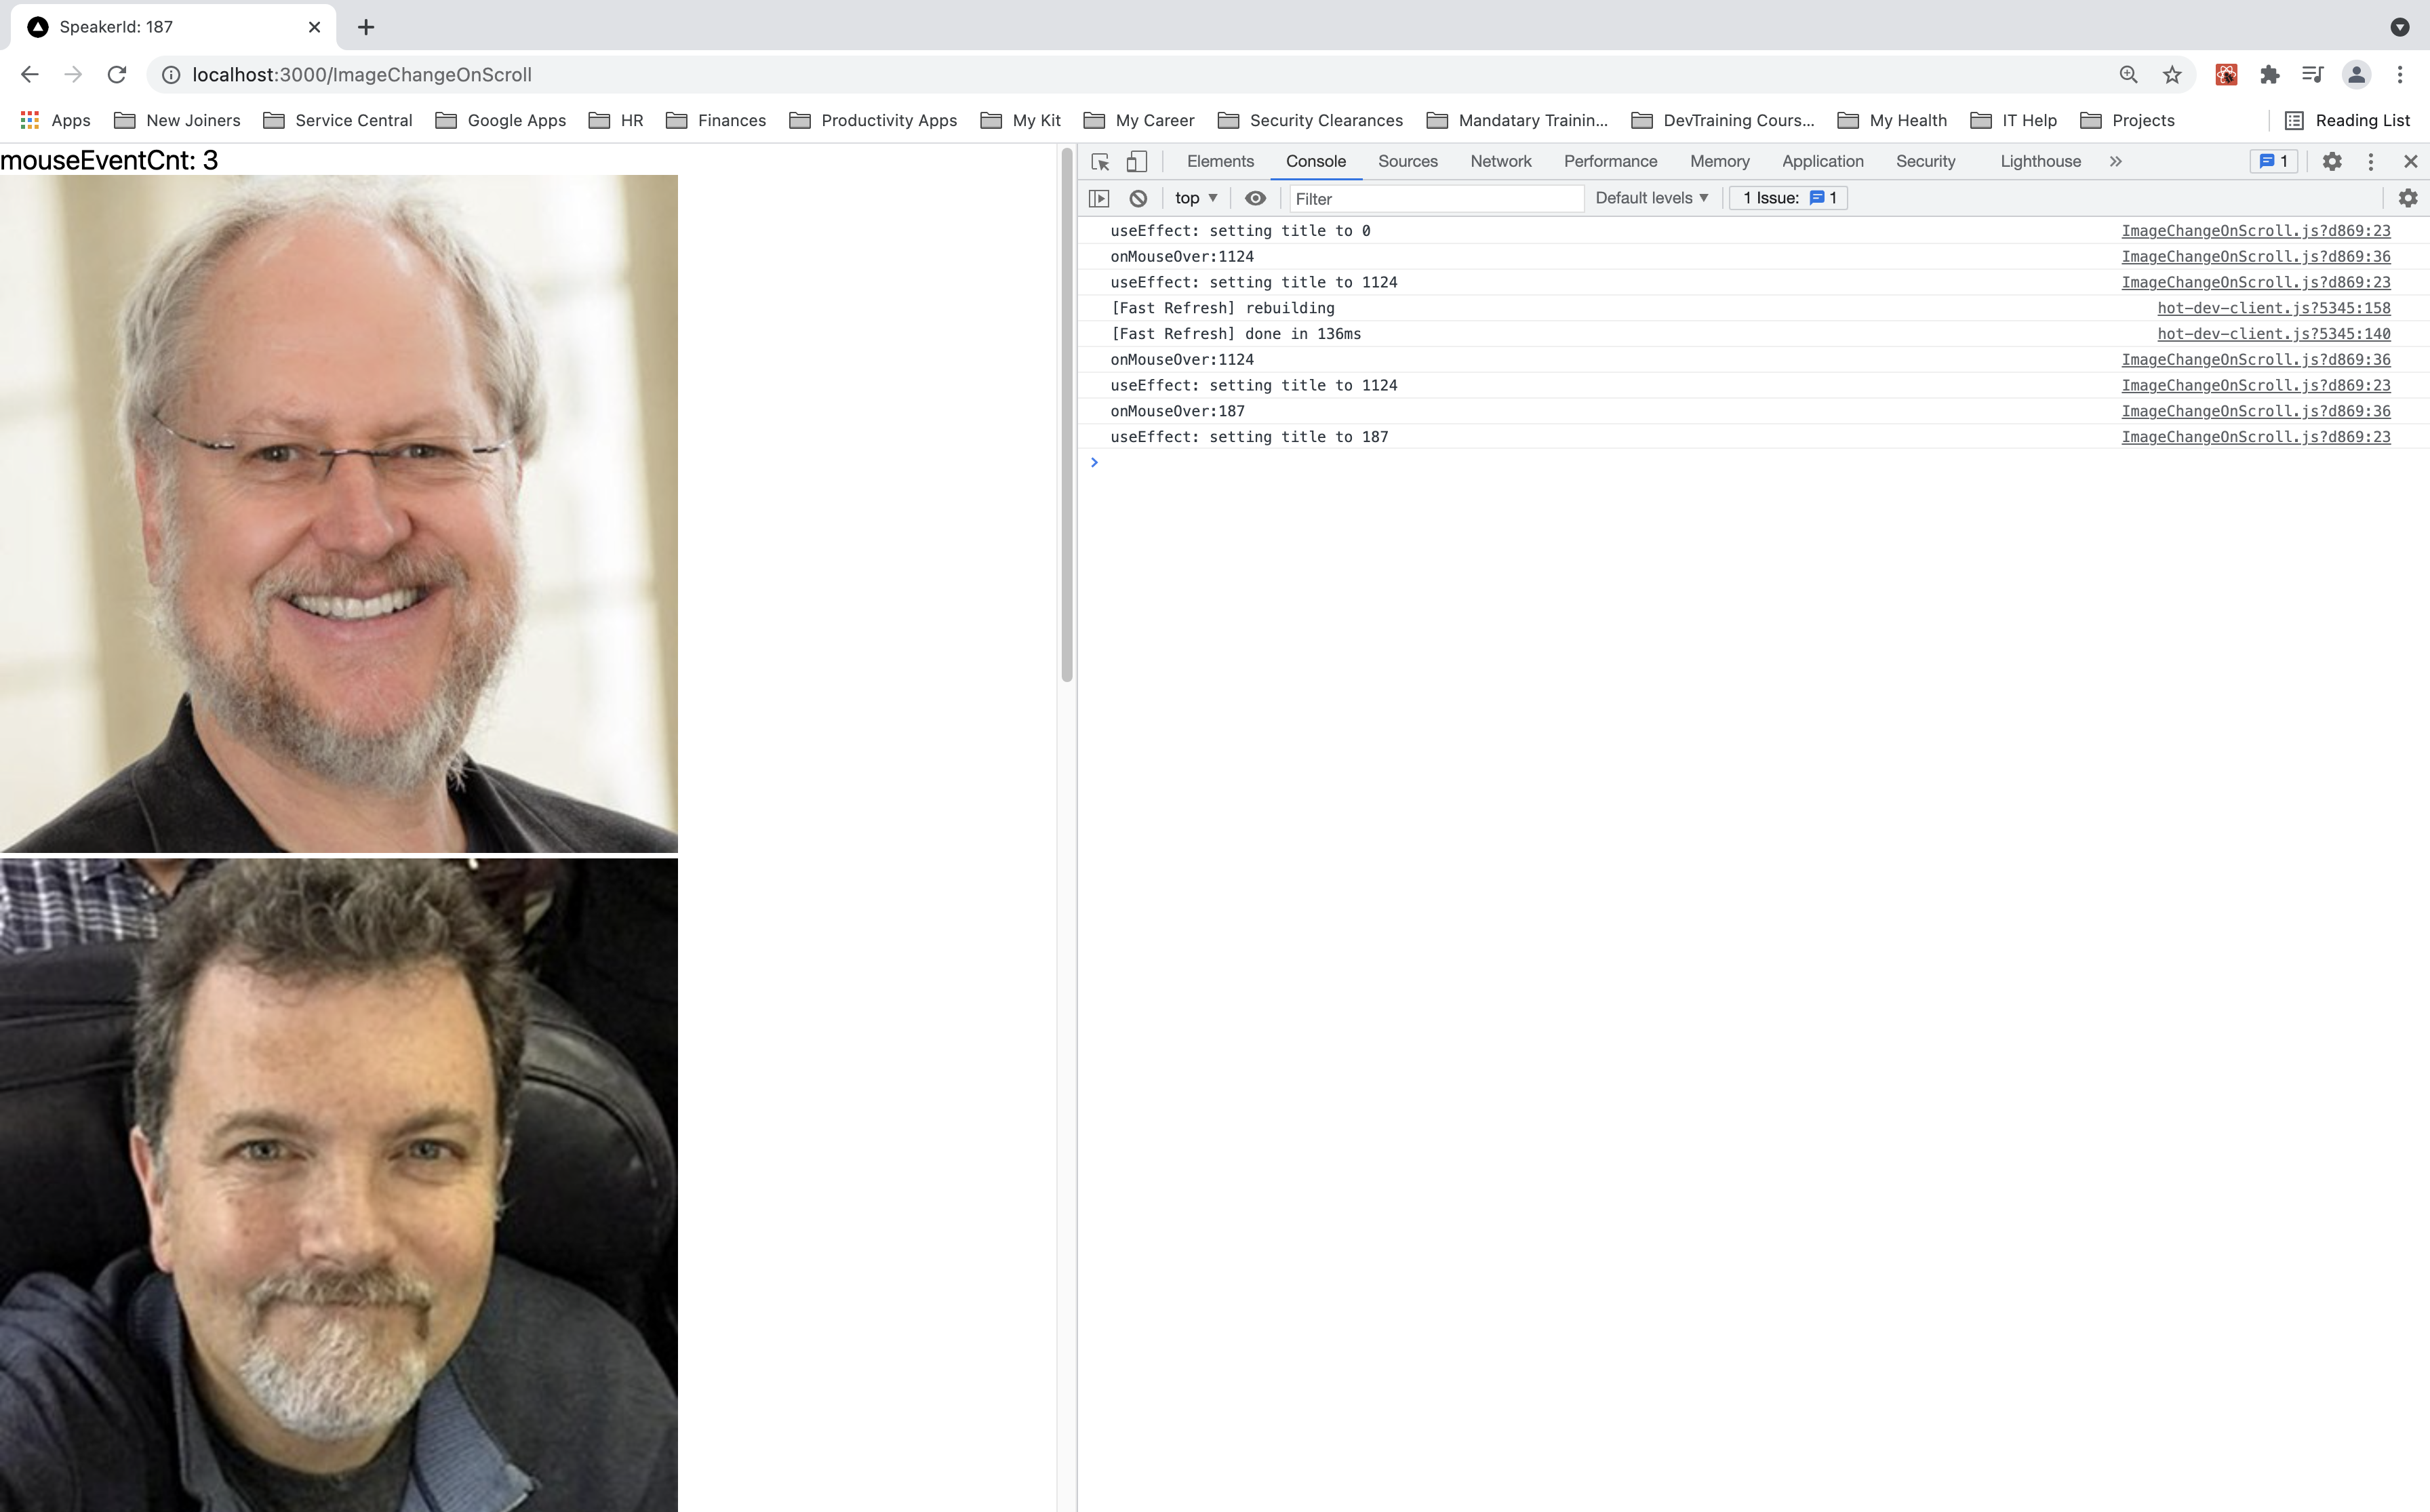 SpeakerId: 187
localhost:3000/ImageChangeOnScroll
Apps New Joiners Service Central Google Apps HR Finances Productivity Apps My Kit My Career Security Clearances Mandatary Trainin... DevTraining Cours... My Health IT Help Projects Reading List
mouseEventCnt: 3
Elements Console Sources Network Performance Memory Application Security Lighthouse 1
top Filter Default levels 1 Issue: 1
useEffect: setting title to 0 ImageChangeOnScroll.js?d869:23
onMouseOver:1124 ImageChangeOnScroll.js?d869:36
useEffect: setting title to 1124 ImageChangeOnScroll.js?d869:23
[Fast Refresh] rebuilding hot-dev-client.js?5345:158
[Fast Refresh] done in 136ms hot-dev-client.js?5345:140
onMouseOver:1124 ImageChangeOnScroll.js?d869:36
useEffect: setting title to 1124 ImageChangeOnScroll.js?d869:23
onMouseOver:187 ImageChangeOnScroll.js?d869:36
useEffect: setting title to 187 ImageChangeOnScroll.js?d869:23